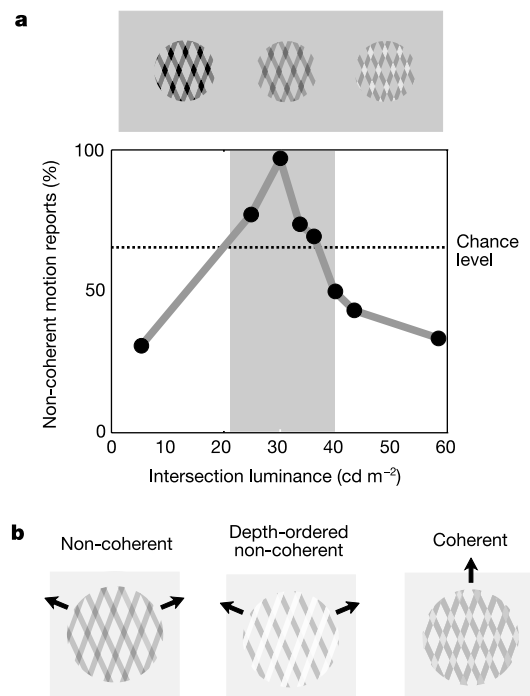 a
Non-coherent motion reports (%)
100
50
0
Chance
level
0 10 20 30 40 50 60
Intersection luminance (cd m⁻²)
b
Non-coherent
Depth-ordered
non-coherent
Coherent